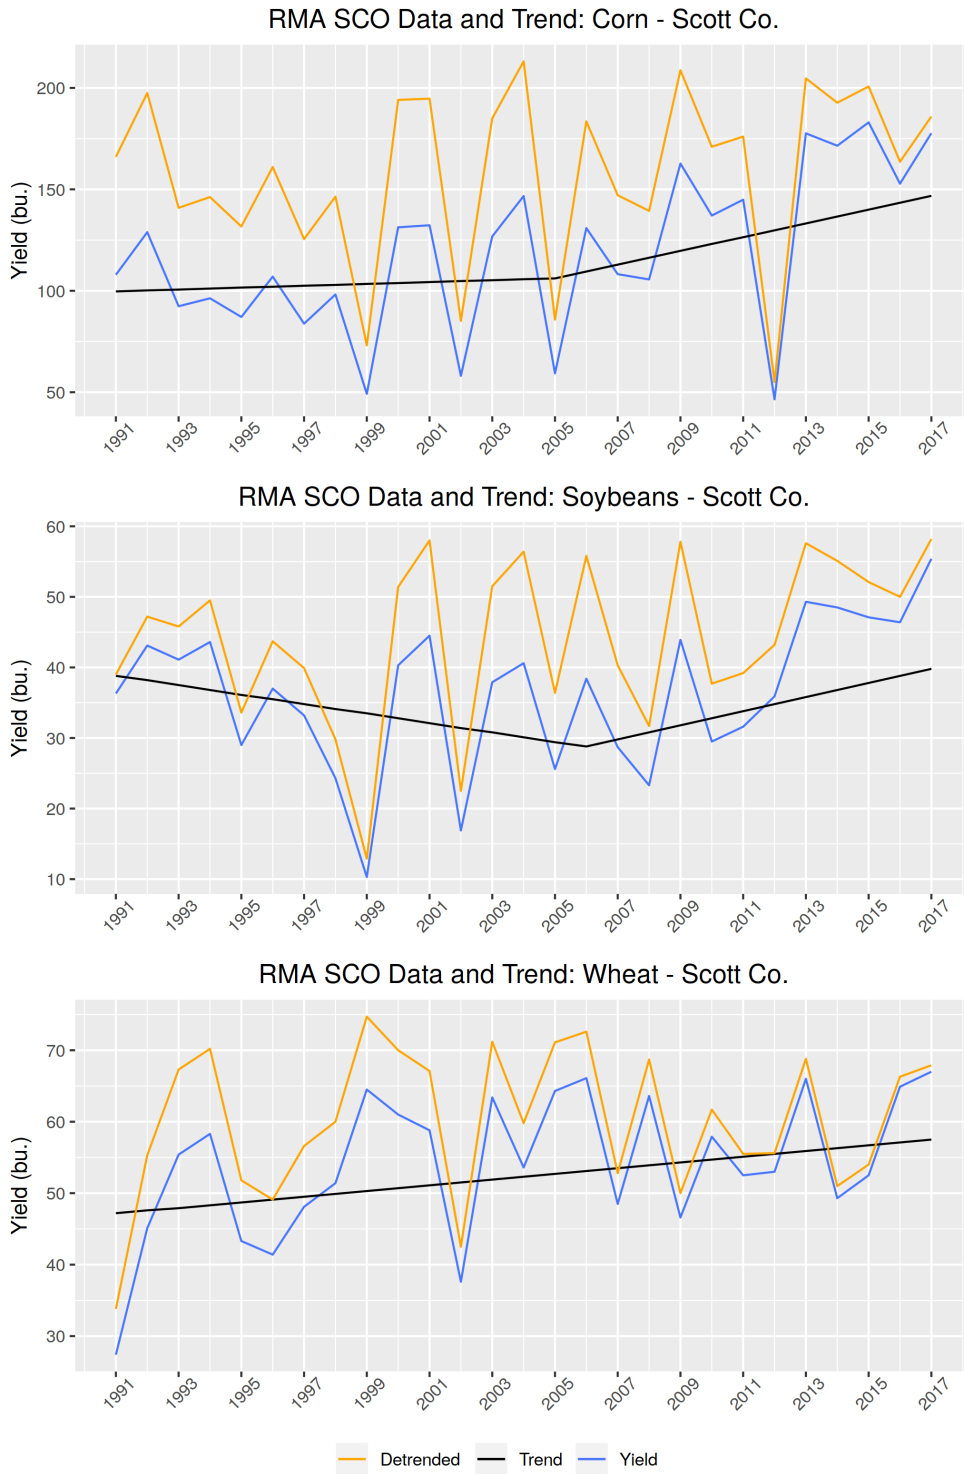 RMA SCO Data and Trend: Corn - Scott Co.
Yield (bu.)
200
150
100
50
1991 1993 1995 1997 1999 2001 2003 2005 2007 2009 2011 2013 2015 2017
RMA SCO Data and Trend: Soybeans - Scott Co.
Yield (bu.)
60
50
40
30
20
10
1991 1993 1995 1997 1999 2001 2003 2005 2007 2009 2011 2013 2015 2017
RMA SCO Data and Trend: Wheat - Scott Co.
Yield (bu.)
70
60
50
40
30
1991 1993 1995 1997 1999 2001 2003 2005 2007 2009 2011 2013 2015 2017
Detrended Trend Yield